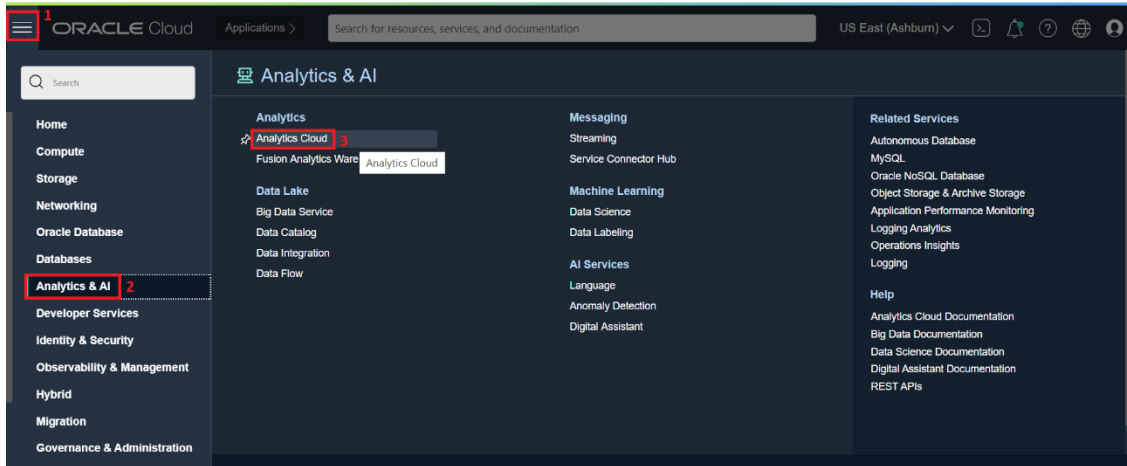 1
ORACLE Cloud
Applications >
Search for resources, services, and documentation
US East (Ashburn)
Search
Home
Compute
Storage
Networking
Oracle Database
Databases
Analytics & AI 2
Developer Services
Identity & Security
Observability & Management
Hybrid
Migration
Governance & Administration
Analytics & AI
Analytics
Analytics Cloud 3
Fusion Analytics Ware
Analytics Cloud
Data Lake
Big Data Service
Data Catalog
Data Integration
Data Flow
Messaging
Streaming
Service Connector Hub
Machine Learning
Data Science
Data Labeling
AI Services
Language
Anomaly Detection
Digital Assistant
Related Services
Autonomous Database
MySQL
Oracle NoSQL Database
Object Storage & Archive Storage
Application Performance Monitoring
Logging Analytics
Operations Insights
Logging
Help
Analytics Cloud Documentation
Big Data Documentation
Data Science Documentation
Digital Assistant Documentation
REST APIs